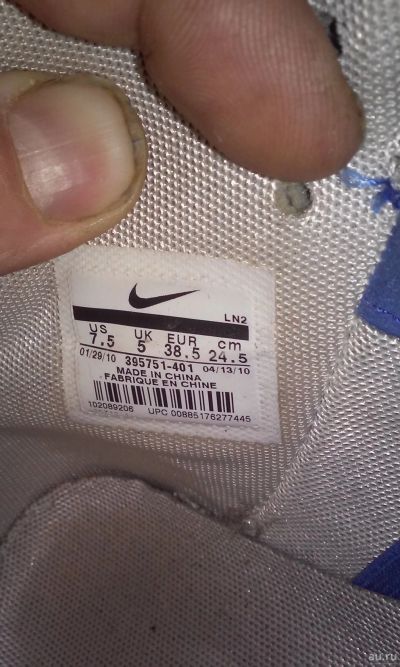 LN2
US UK EUR cm
7.5 5 38.5 24.5
01/29/10 395751-401 04/13/10
MADE IN CHINA
FABRIQUE EN CHINE
102089206 UPC 00885176277445
au.ru